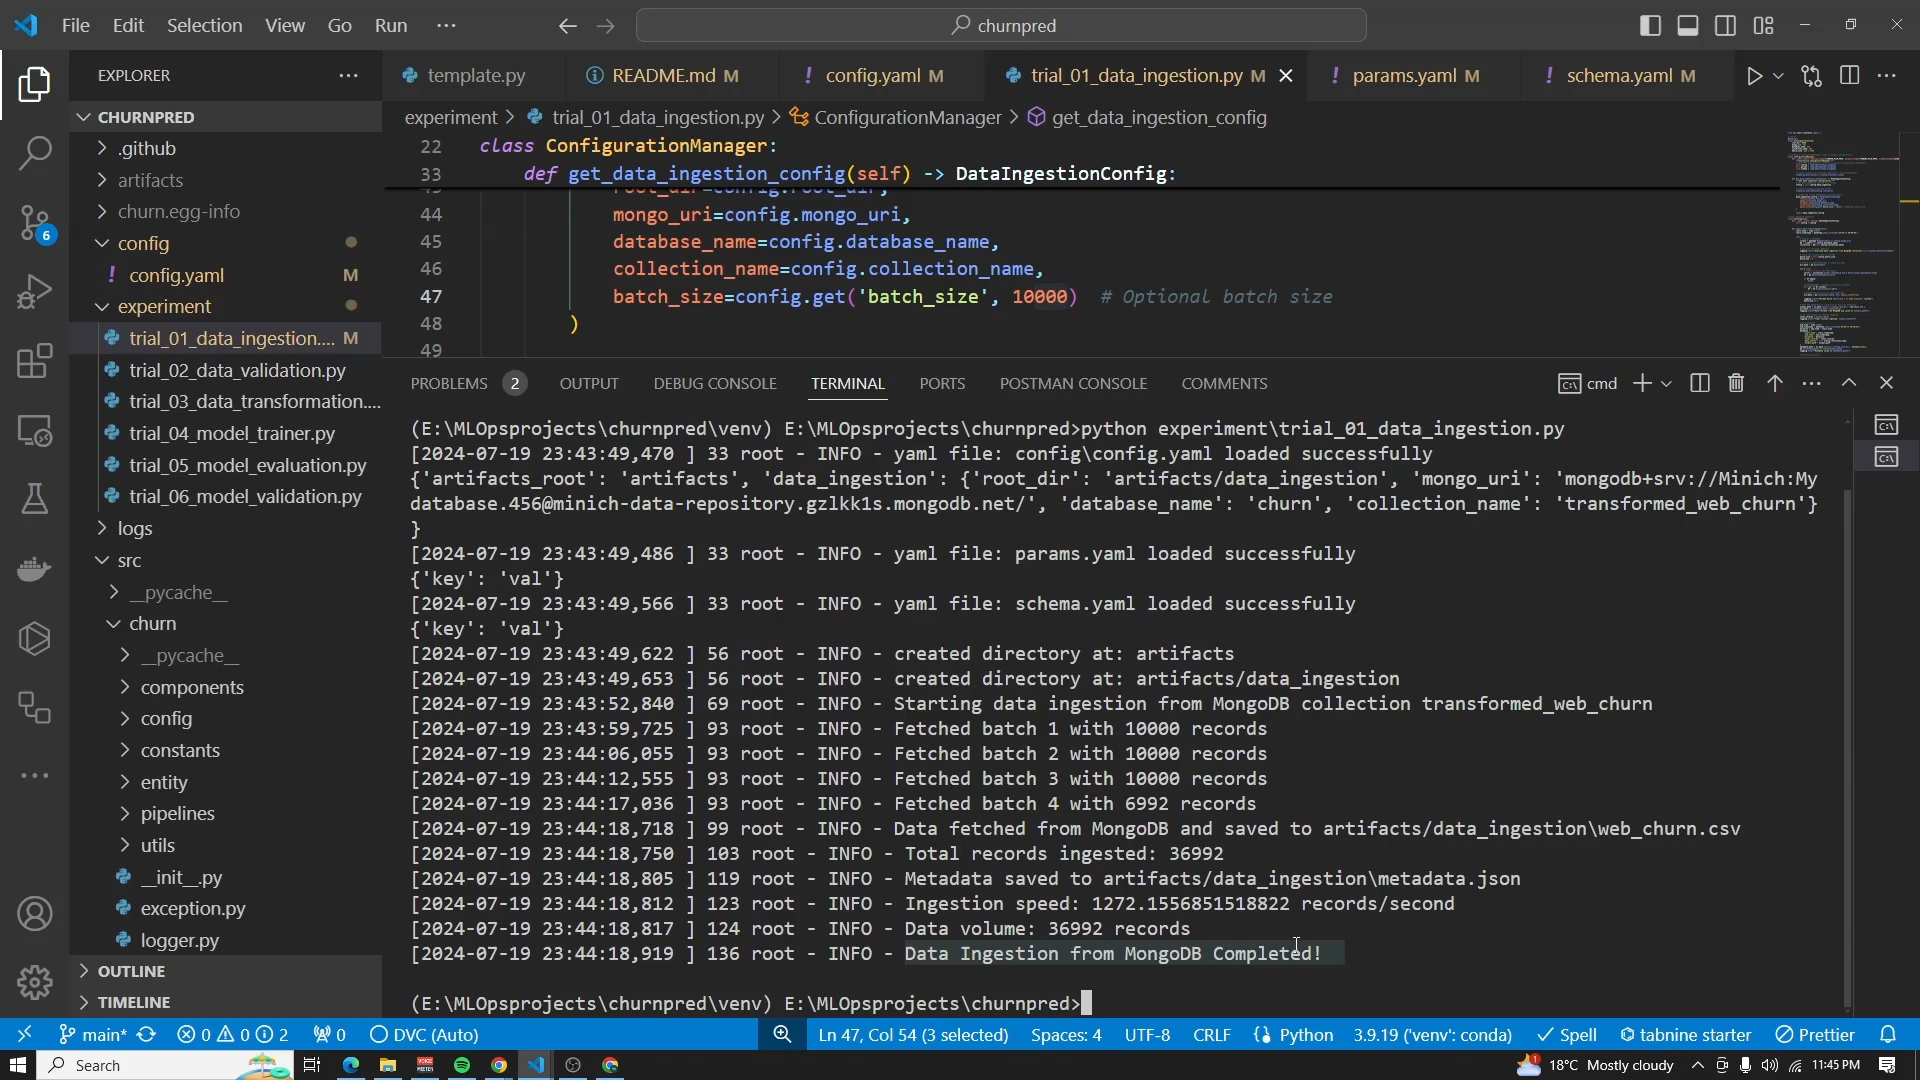 File Edit Selection View Go Run ··· churnpred
EXPLORER ···
template.py README.md M config.yaml M trial_01_data_ingestion.py M params.yaml M schema.yaml M ···
CHURNPRED
.github
artifacts
churn.egg-info
config
config.yaml M
experiment
trial_01_data_ingestion.... M
trial_02_data_validation.py
trial_03_data_transformation....
trial_04_model_trainer.py
trial_05_model_evaluation.py
trial_06_model_validation.py
logs
src
__pycache__
churn
__pycache__
components
config
constants
entity
pipelines
utils
__init__.py
exception.py
logger.py
OUTLINE
TIMELINE
6
experiment > trial_01_data_ingestion.py > ConfigurationManager > get_data_ingestion_config
22 class ConfigurationManager:
33 def get_data_ingestion_config(self) -> DataIngestionConfig:
43 root_dir=config.root_dir,
44 mongo_uri=config.mongo_uri,
45 database_name=config.database_name,
46 collection_name=config.collection_name,
47 batch_size=config.get('batch_size', 10000) # Optional batch size
48 )
49
PROBLEMS 2 OUTPUT DEBUG CONSOLE TERMINAL PORTS POSTMAN CONSOLE COMMENTS cmd ···
(E:\MLOpsprojects\churnpred\venv) E:\MLOpsprojects\churnpred>python experiment\trial_01_data_ingestion.py
[2024-07-19 23:43:49,470 ] 33 root - INFO - yaml file: config\config.yaml loaded successfully
{'artifacts_root': 'artifacts', 'data_ingestion': {'root_dir': 'artifacts/data_ingestion', 'mongo_uri': 'mongodb+srv://Minich:My
database.456@minich-data-repository.gzlkk1s.mongodb.net/', 'database_name': 'churn', 'collection_name': 'transformed_web_churn'}
}
[2024-07-19 23:43:49,486 ] 33 root - INFO - yaml file: params.yaml loaded successfully
{'key': 'val'}
[2024-07-19 23:43:49,566 ] 33 root - INFO - yaml file: schema.yaml loaded successfully
{'key': 'val'}
[2024-07-19 23:43:49,622 ] 56 root - INFO - created directory at: artifacts
[2024-07-19 23:43:49,653 ] 56 root - INFO - created directory at: artifacts/data_ingestion
[2024-07-19 23:43:52,840 ] 69 root - INFO - Starting data ingestion from MongoDB collection transformed_web_churn
[2024-07-19 23:43:59,725 ] 93 root - INFO - Fetched batch 1 with 10000 records
[2024-07-19 23:44:06,055 ] 93 root - INFO - Fetched batch 2 with 10000 records
[2024-07-19 23:44:12,555 ] 93 root - INFO - Fetched batch 3 with 10000 records
[2024-07-19 23:44:17,036 ] 93 root - INFO - Fetched batch 4 with 6992 records
[2024-07-19 23:44:18,718 ] 99 root - INFO - Data fetched from MongoDB and saved to artifacts/data_ingestion\web_churn.csv
[2024-07-19 23:44:18,750 ] 103 root - INFO - Total records ingested: 36992
[2024-07-19 23:44:18,805 ] 119 root - INFO - Metadata saved to artifacts/data_ingestion\metadata.json
[2024-07-19 23:44:18,812 ] 123 root - INFO - Ingestion speed: 1272.1556851518822 records/second
[2024-07-19 23:44:18,817 ] 124 root - INFO - Data volume: 36992 records
[2024-07-19 23:44:18,919 ] 136 root - INFO - Data Ingestion from MongoDB Completed!
(E:\MLOpsprojects\churnpred\venv) E:\MLOpsprojects\churnpred>
main* 0 0 2 0 DVC (Auto) Ln 47, Col 54 (3 selected) Spaces: 4 UTF-8 CRLF Python 3.9.19 ('venv': conda) Spell tabnine starter Prettier
Search 1 18°C Mostly cloudy 11:45 PM